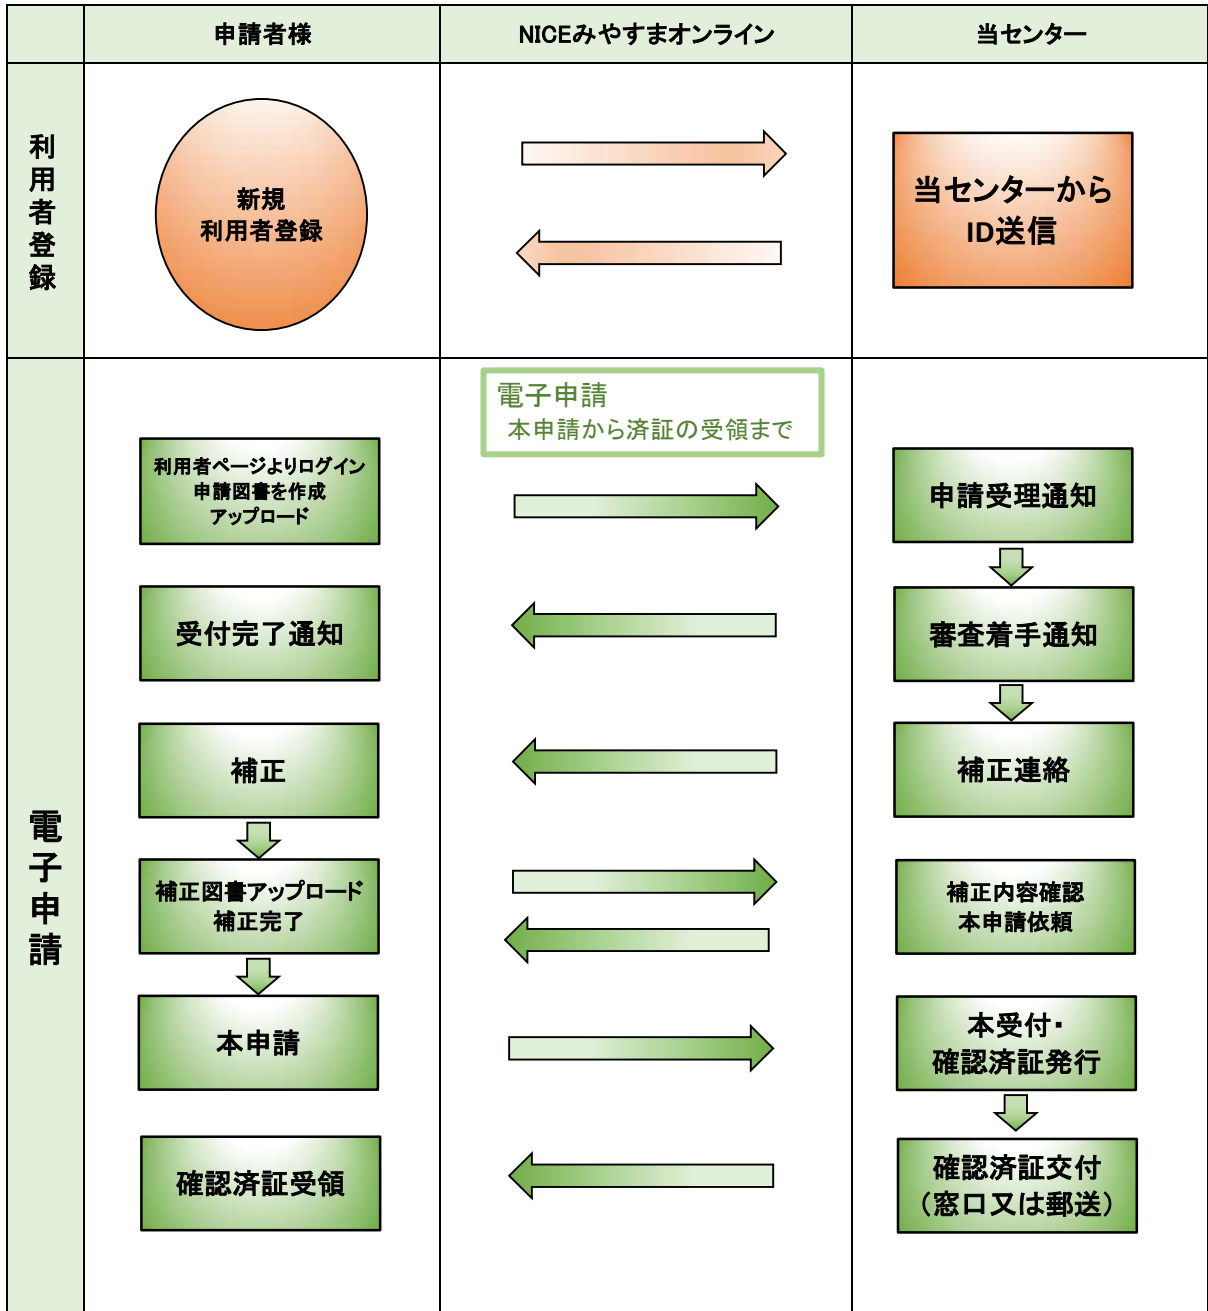 申請者様
NICEみやすまオンライン
当センター
利用者登録
新規
利用者登録
当センターから
ID送信
電子申請
電子申請
本申請から済証の受領まで
利用者ページよりログイン
申請図書を作成
アップロード
申請受理通知
受付完了通知
審査着手通知
補正
補正連絡
補正図書アップロード
補正完了
補正内容確認
本申請依頼
本申請
本受付・
確認済証発行
確認済証受領
確認済証交付
（窓口又は郵送）